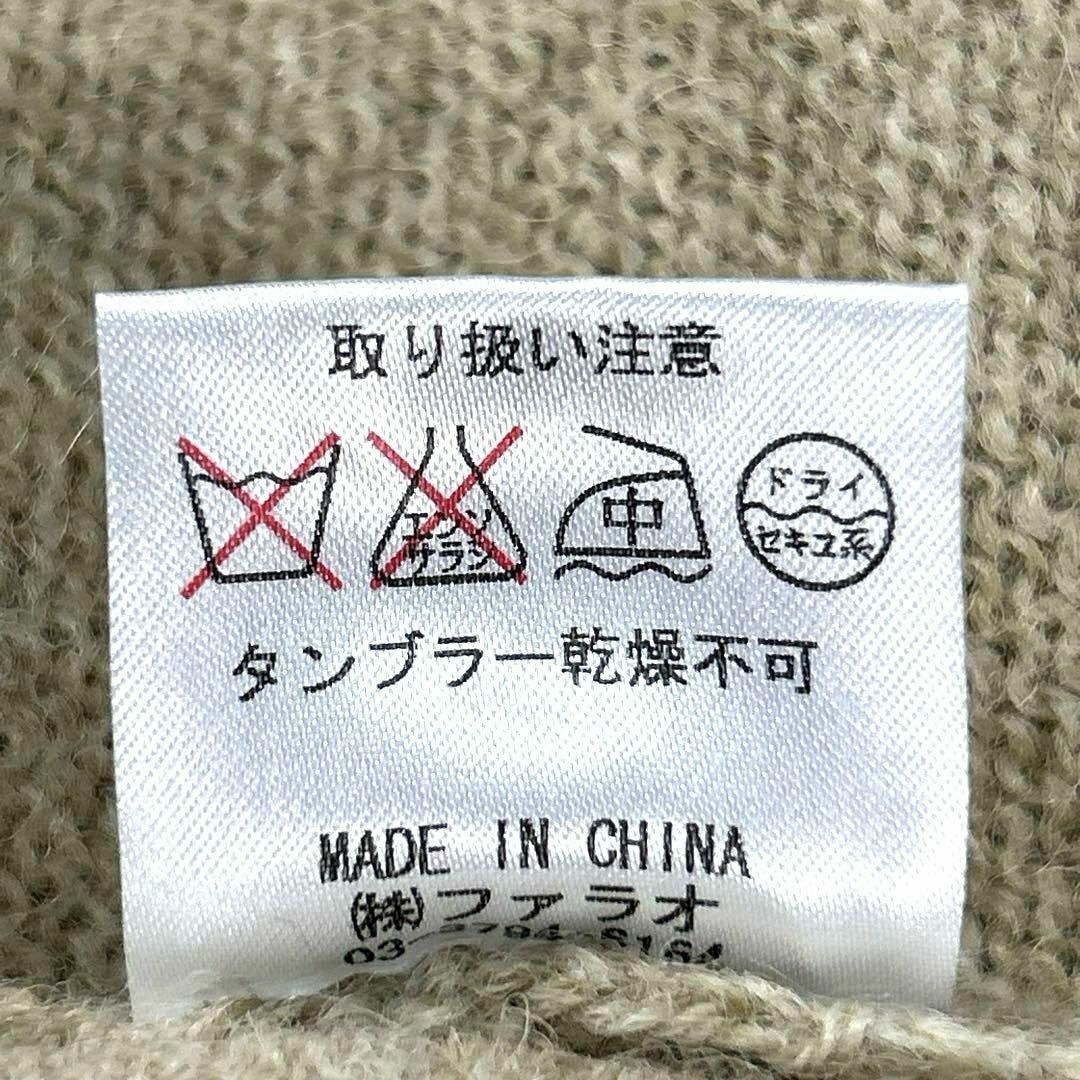 取り扱い注意
エンソ
サラシ
中
ドライ
セキユ系
タンブラー乾燥不可
MADE IN CHINA
(株)ファラオ